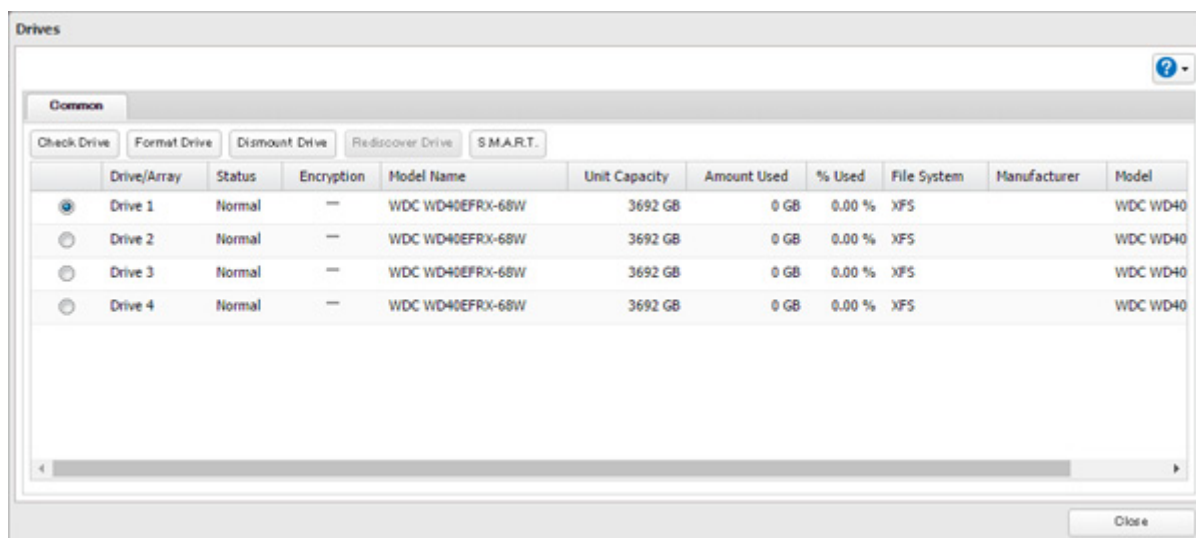 Drives
?
Common
Check Drive Format Drive Dismount Drive Rediscover Drive S.M.A.R.T.
Drive/Array Status Encryption Model Name Unit Capacity Amount Used % Used File System Manufacturer Model
Drive 1 Normal — WDC WD40EFRX-68W 3692 GB 0 GB 0.00 % XFS WDC WD40
Drive 2 Normal — WDC WD40EFRX-68W 3692 GB 0 GB 0.00 % XFS WDC WD40
Drive 3 Normal — WDC WD40EFRX-68W 3692 GB 0 GB 0.00 % XFS WDC WD40
Drive 4 Normal — WDC WD40EFRX-68W 3692 GB 0 GB 0.00 % XFS WDC WD40
Close